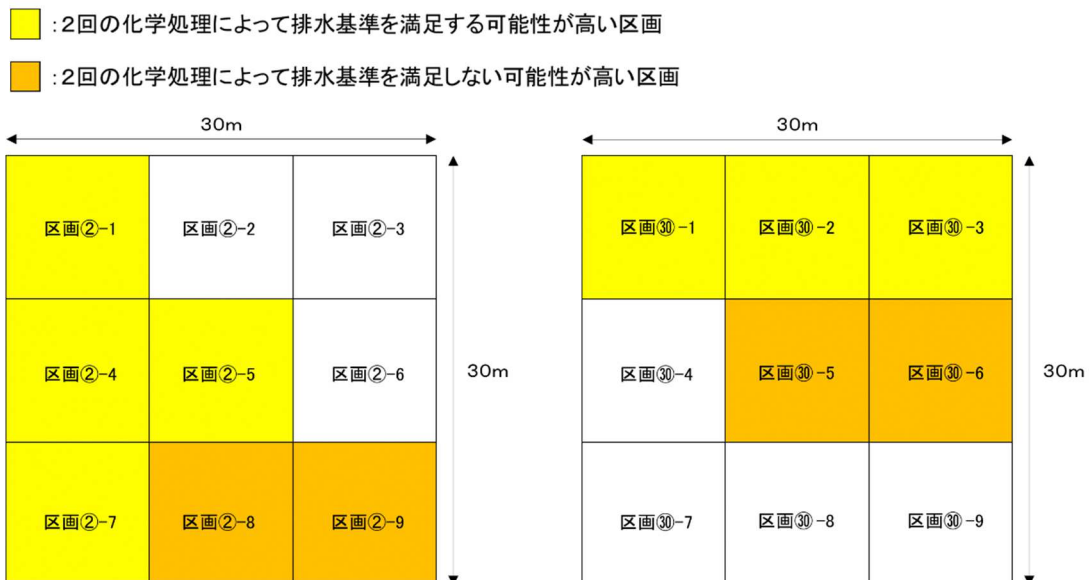 :2回の化学処理によって排水基準を満足する可能性が高い区画
:2回の化学処理によって排水基準を満足しない可能性が高い区画
30m
区画②-1
区画②-2
区画②-3
区画②-4
区画②-5
区画②-6
30m
区画②-7
区画②-8
区画②-9
30m
区画㉚-1
区画㉚-2
区画㉚-3
区画㉚-4
区画㉚-5
区画㉚-6
30m
区画㉚-7
区画㉚-8
区画㉚-9